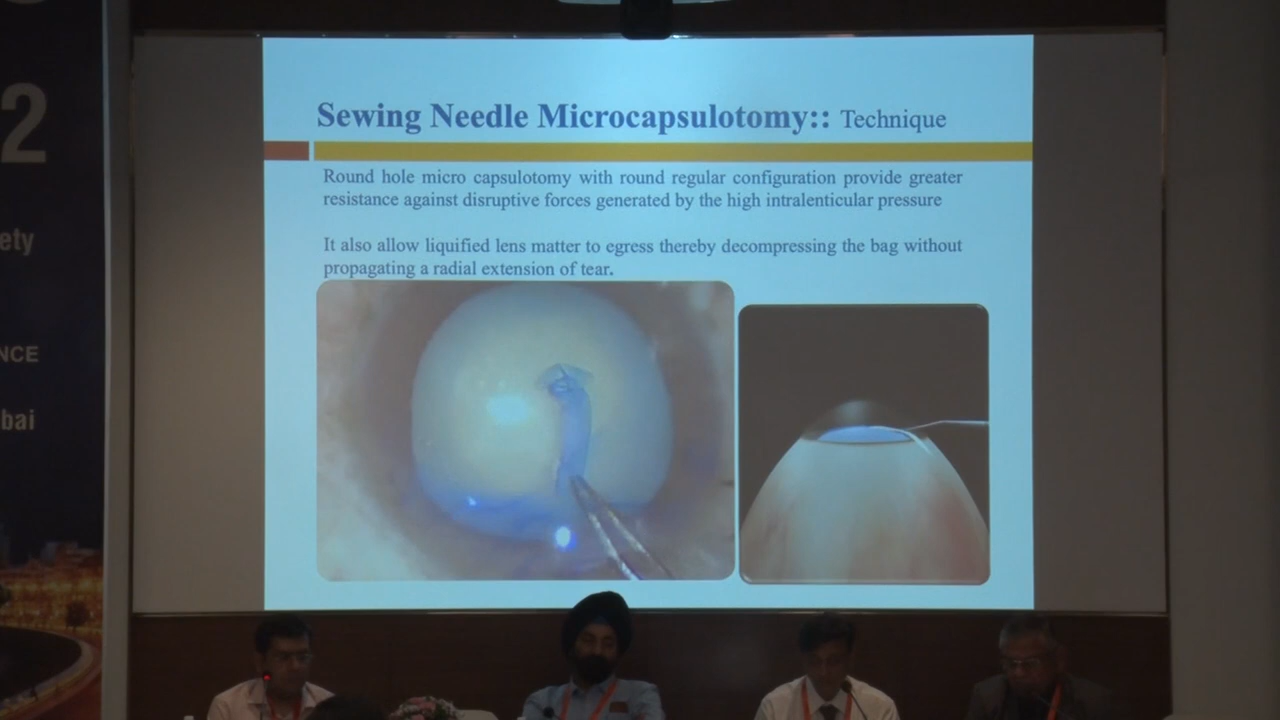 2
ety
NCE
bai
Sewing Needle Microcapsulotomy:: Technique
Round hole micro capsulotomy with round regular configuration provide greater
resistance against disruptive forces generated by the high intralenticular pressure
It also allow liquified lens matter to egress thereby decompressing the bag without
propagating a radial extension of tear.